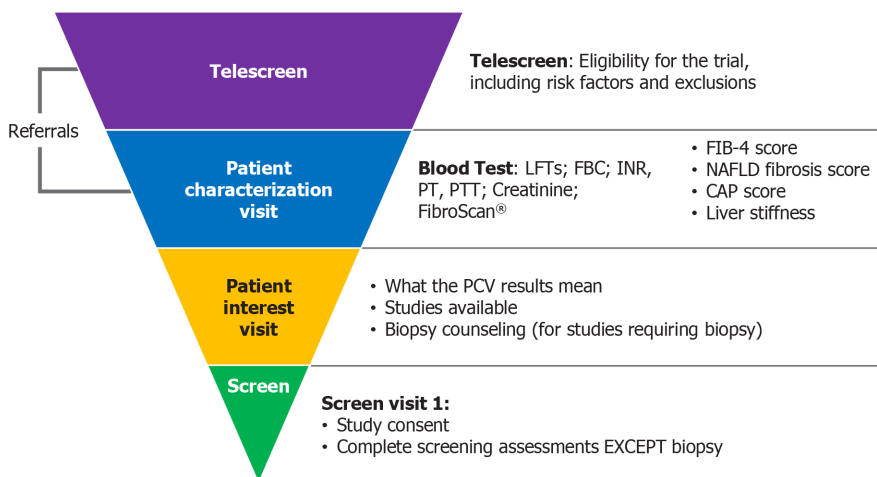 Telescreen
Telescreen: Eligibility for the trial,
including risk factors and exclusions
Referrals
Patient
characterization
visit
Blood Test: LFTs; FBC; INR,
PT, PTT; Creatinine;
FibroScan®
• FIB-4 score
• NAFLD fibrosis score
• CAP score
• Liver stiffness
Patient
interest
visit
• What the PCV results mean
• Studies available
• Biopsy counseling (for studies requiring biopsy)
Screen
Screen visit 1:
• Study consent
• Complete screening assessments EXCEPT biopsy